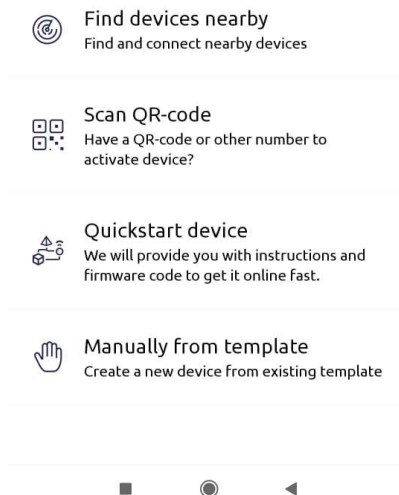 Find devices nearby
Find and connect nearby devices
Scan QR-code
Have a QR-code or other number to
activate device?
Quickstart device
We will provide you with instructions and
firmware code to get it online fast.
Manually from template
Create a new device from existing template